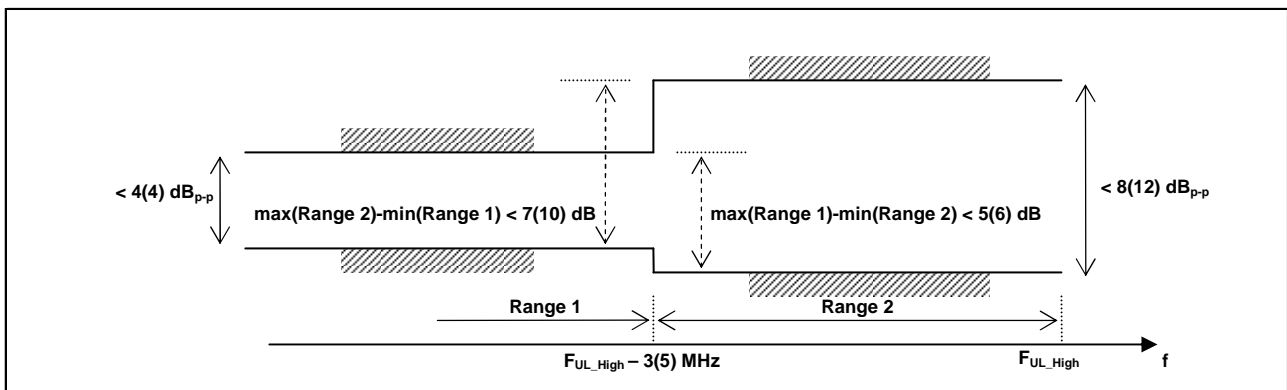 < 4(4) dBp-p
max(Range 2)-min(Range 1) < 7(10) dB
max(Range 1)-min(Range 2) < 5(6) dB
< 8(12) dBp-p
Range 1
Range 2
FUL_High – 3(5) MHz
FUL_High
f